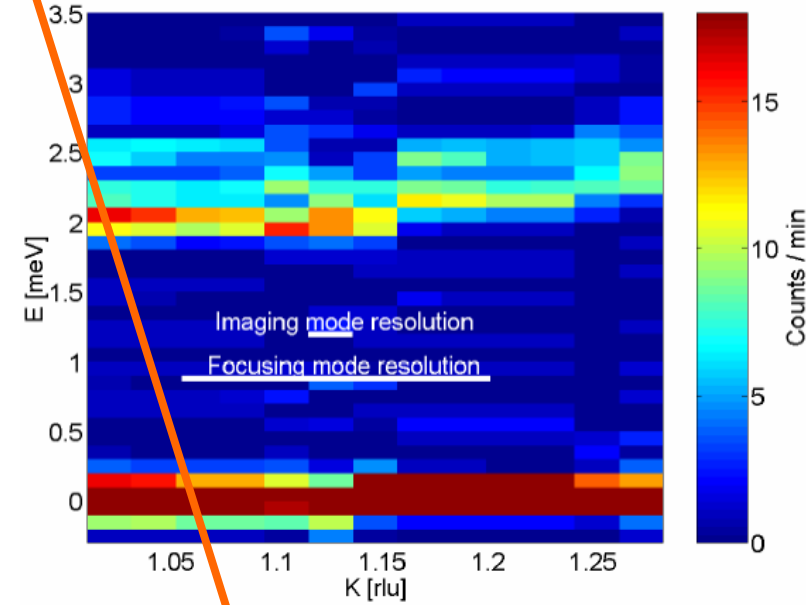 3.5
3
2.5
2
1.5
1
0.5
0
E [meV]
Imaging mode resolution
Focusing mode resolution
1.05 1.1 1.15 1.2 1.25
K [rlu]
15
10
5
0
Counts / min